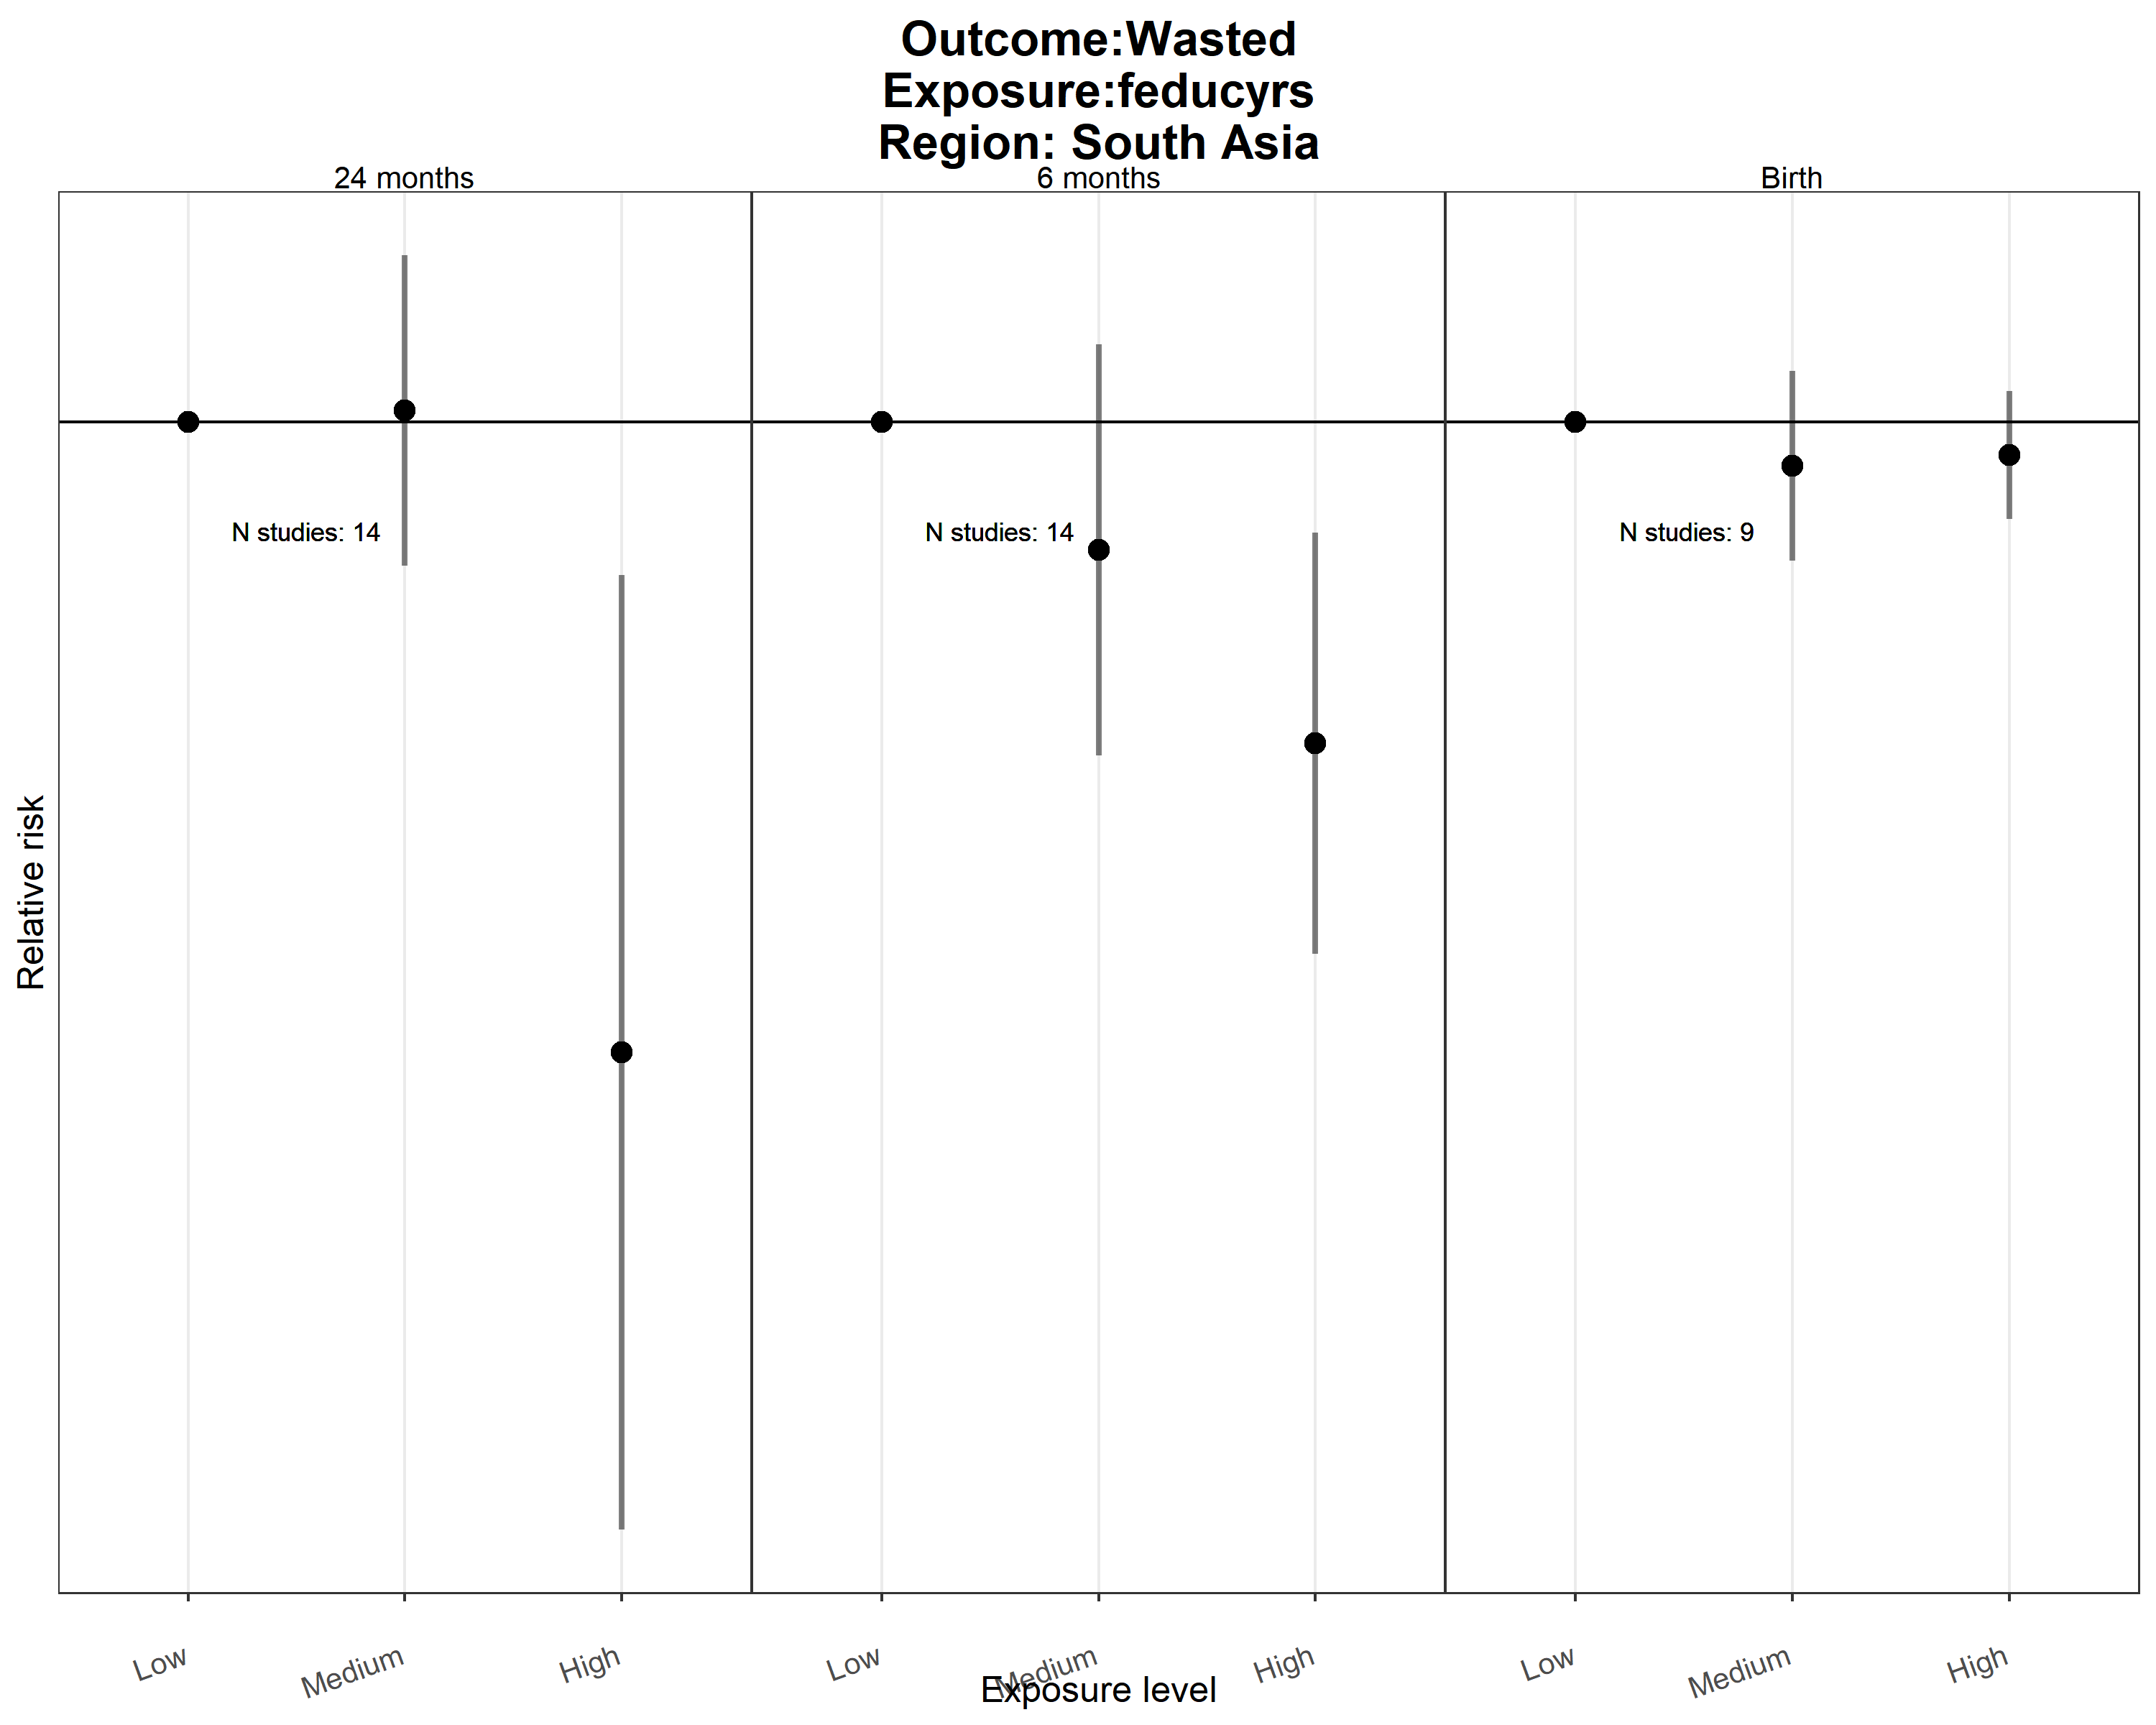 Outcome:Wasted
Exposure:feducyrs
Region: South Asia
24 months
6 months
Birth
N studies: 14
N studies: 14
N studies: 9
Relative risk
Low
Medium
High
Low
Medium
High
Low
Medium
High
Exposure level